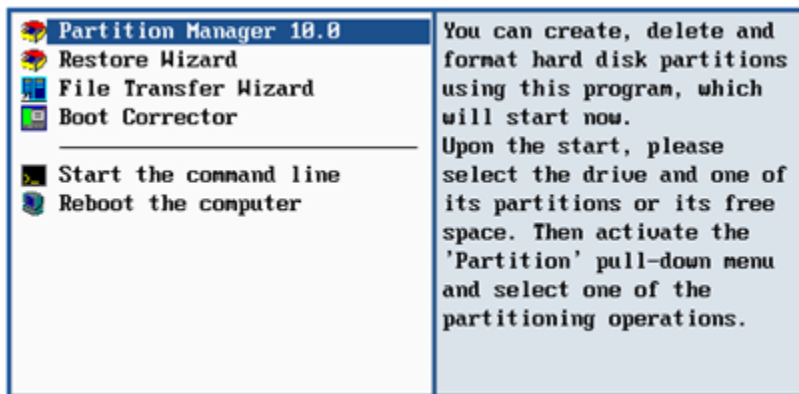 Partition Manager 10.0
Restore Wizard
File Transfer Wizard
Boot Corrector
Start the command line
Reboot the computer
You can create, delete and
format hard disk partitions
using this program, which
will start now.
Upon the start, please
select the drive and one of
its partitions or its free
space. Then activate the
'Partition' pull-down menu
and select one of the
partitioning operations.